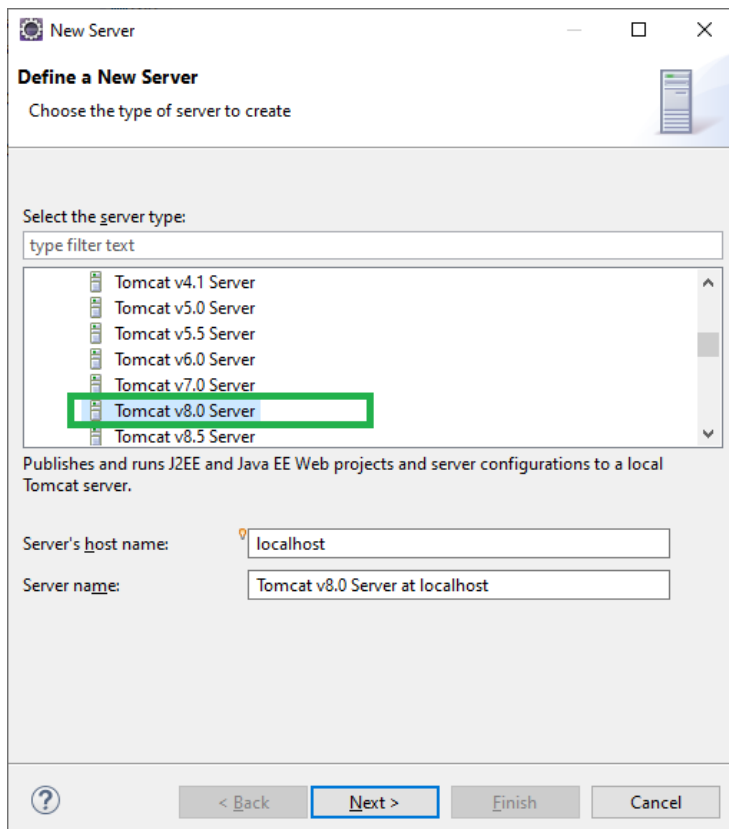 New Server
Define a New Server
Choose the type of server to create
Select the server type:
type filter text
Tomcat v4.1 Server
Tomcat v5.0 Server
Tomcat v5.5 Server
Tomcat v6.0 Server
Tomcat v7.0 Server
Tomcat v8.0 Server
Tomcat v8.5 Server
Publishes and runs J2EE and Java EE Web projects and server configurations to a local
Tomcat server.
Server's host name: localhost
Server name: Tomcat v8.0 Server at localhost
? < Back Next > Finish Cancel